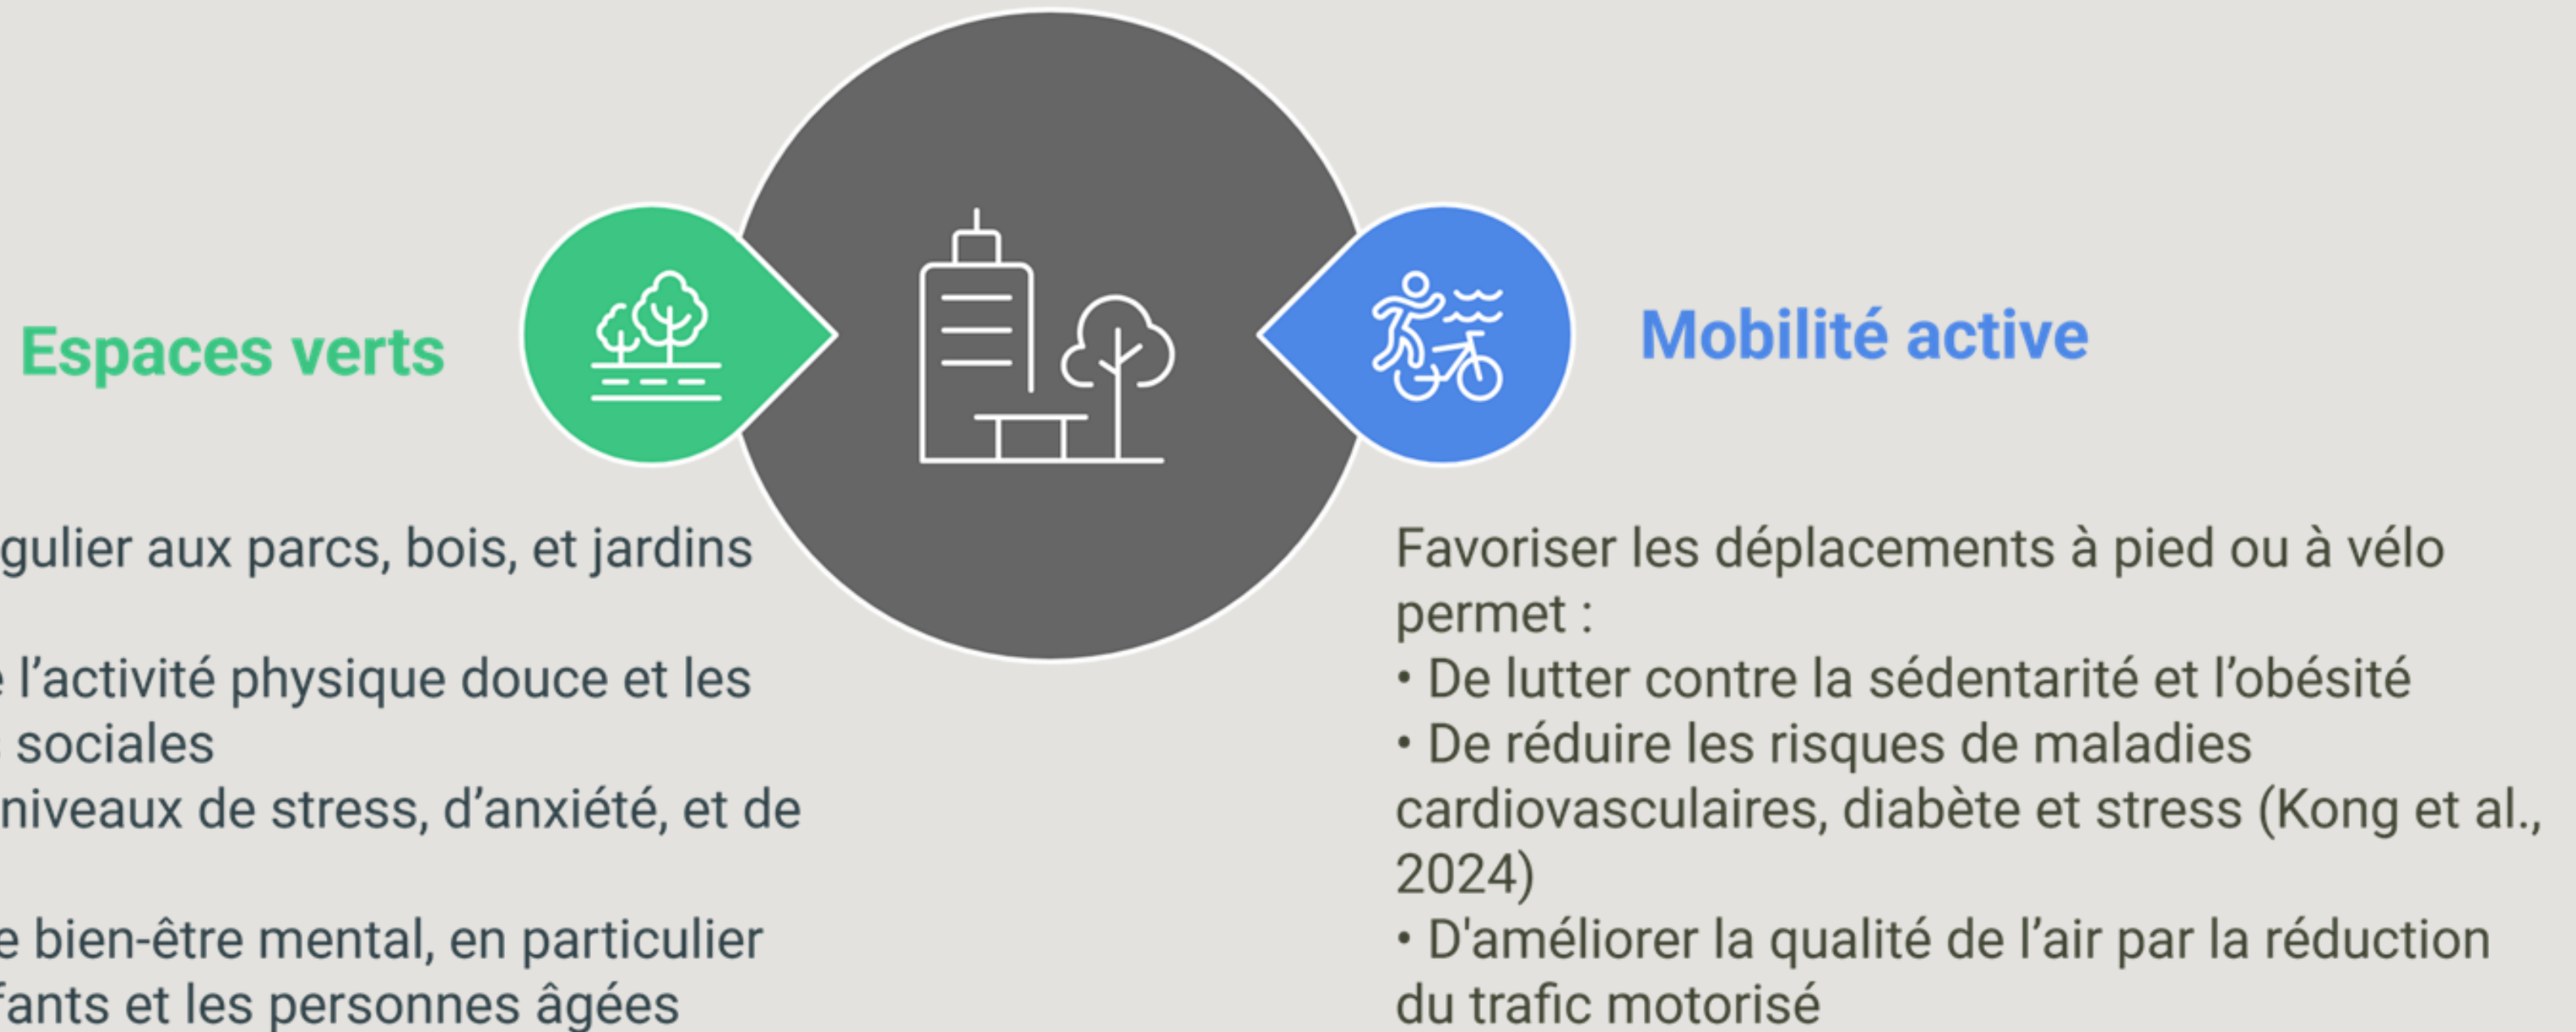 Espaces verts
gulier aux parcs, bois, et jardins
l’activité physique douce et les
sociales
niveaux de stress, d’anxiété, et de
bien-être mental, en particulier
et les personnes âgées
Mobilité active
Favoriser les déplacements à pied ou à vélo
permet :
• De lutter contre la sédentarité et l’obésité
• De réduire les risques de maladies
cardiovasculaires, diabète et stress (Kong et al.,
2024)
• D'améliorer la qualité de l’air par la réduction
du trafic motorisé